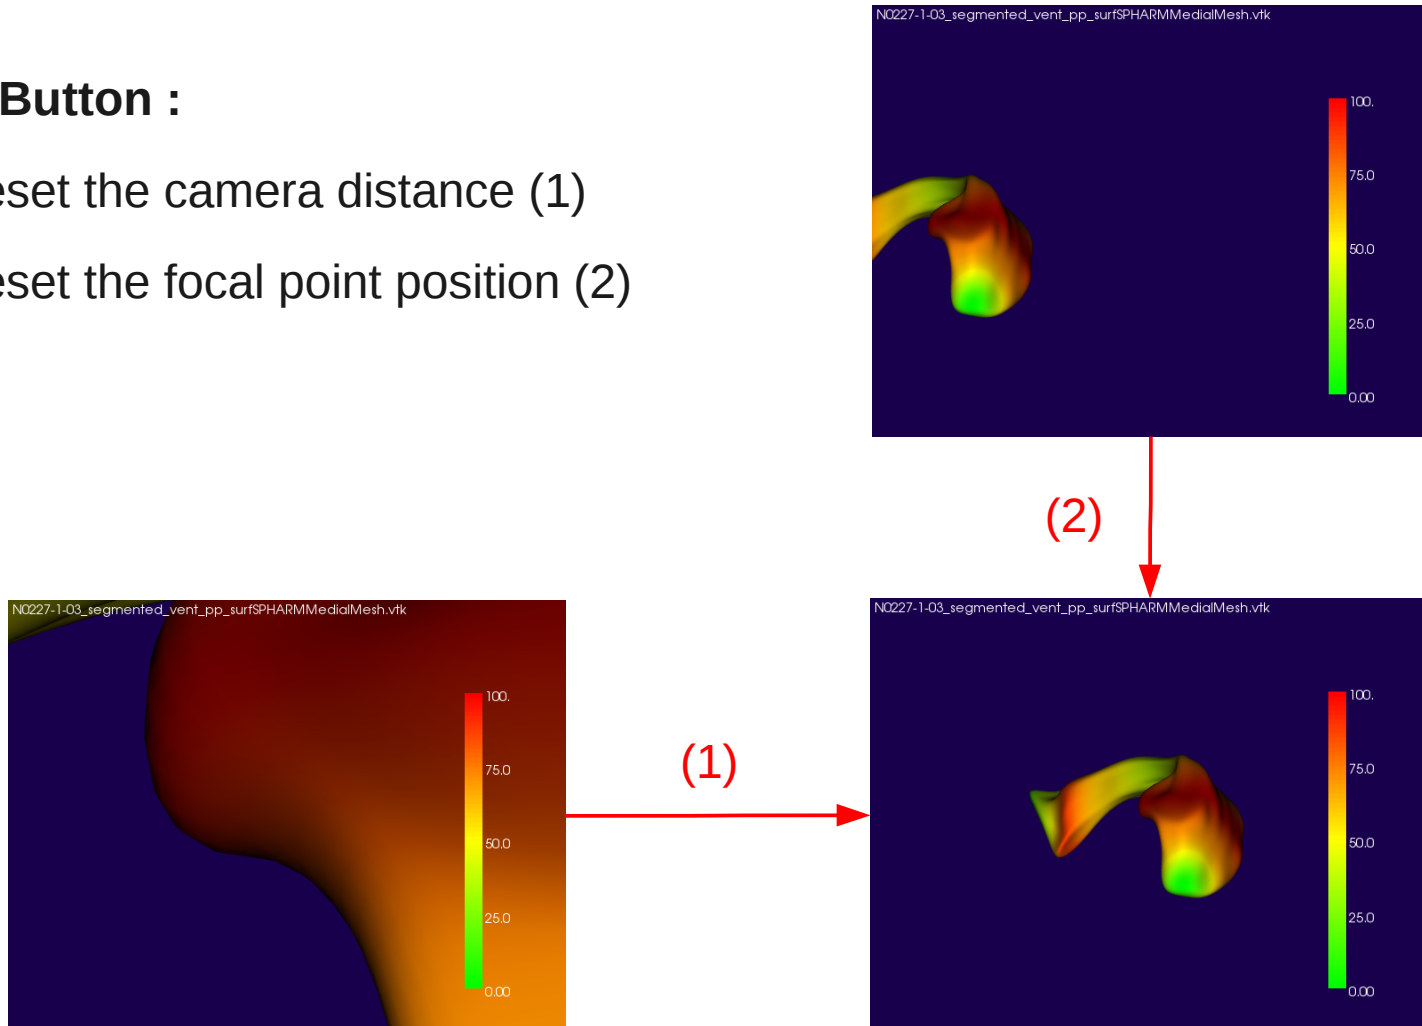 Button :
eset the camera distance (1)
eset the focal point position (2)
N0227-1-03_segmented_vent_pp_surfSPHARMMedialMesh.vtk
100.
75.0
50.0
25.0
0.00
(2)
N0227-1-03_segmented_vent_pp_surfSPHARMMedialMesh.vtk
100.
75.0
50.0
25.0
0.00
(1)
N0227-1-03_segmented_vent_pp_surfSPHARMMedialMesh.vtk
100.
75.0
50.0
25.0
0.00